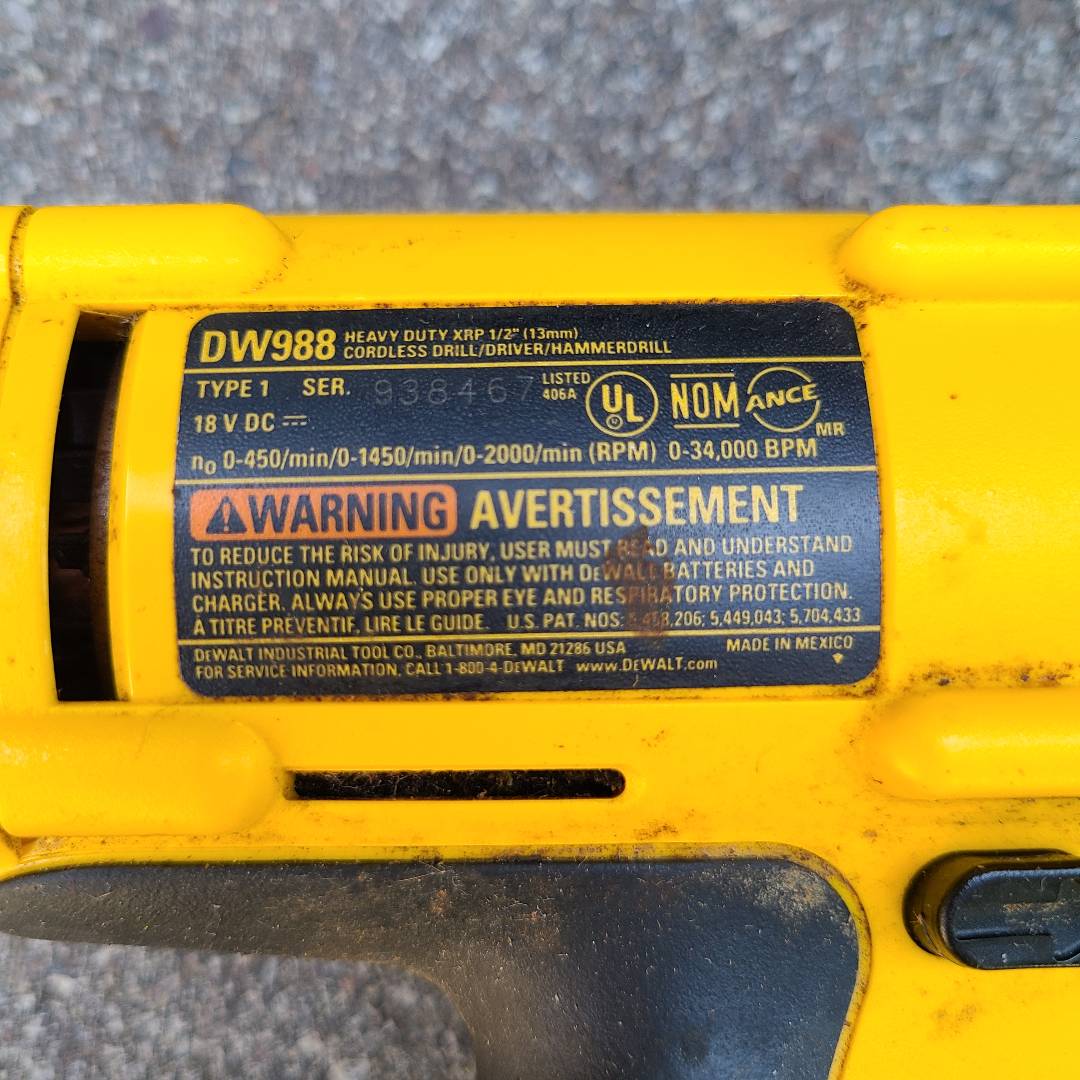 DW988 HEAVY DUTY XRP 1/2" (13mm)
CORDLESS DRILL/DRIVER/HAMMERDRILL
TYPE 1 SER. 938467 LISTED 406A UL NOM ANCE MR
18 V DC
no 0-450/min/0-1450/min/0-2000/min (RPM) 0-34,000 BPM
WARNING AVERTISSEMENT
TO REDUCE THE RISK OF INJURY, USER MUST READ AND UNDERSTAND
INSTRUCTION MANUAL. USE ONLY WITH DEWALT BATTERIES AND
CHARGER. ALWAYS USE PROPER EYE AND RESPIRATORY PROTECTION.
À TITRE PRÉVENTIF, LIRE LE GUIDE. U.S. PAT. NOS. 5,449,043; 5,704,433
DEWALT INDUSTRIAL TOOL CO., BALTIMORE, MD 21286 USA MADE IN MEXICO
FOR SERVICE INFORMATION, CALL 1-800-4-DEWALT www.DEWALT.com